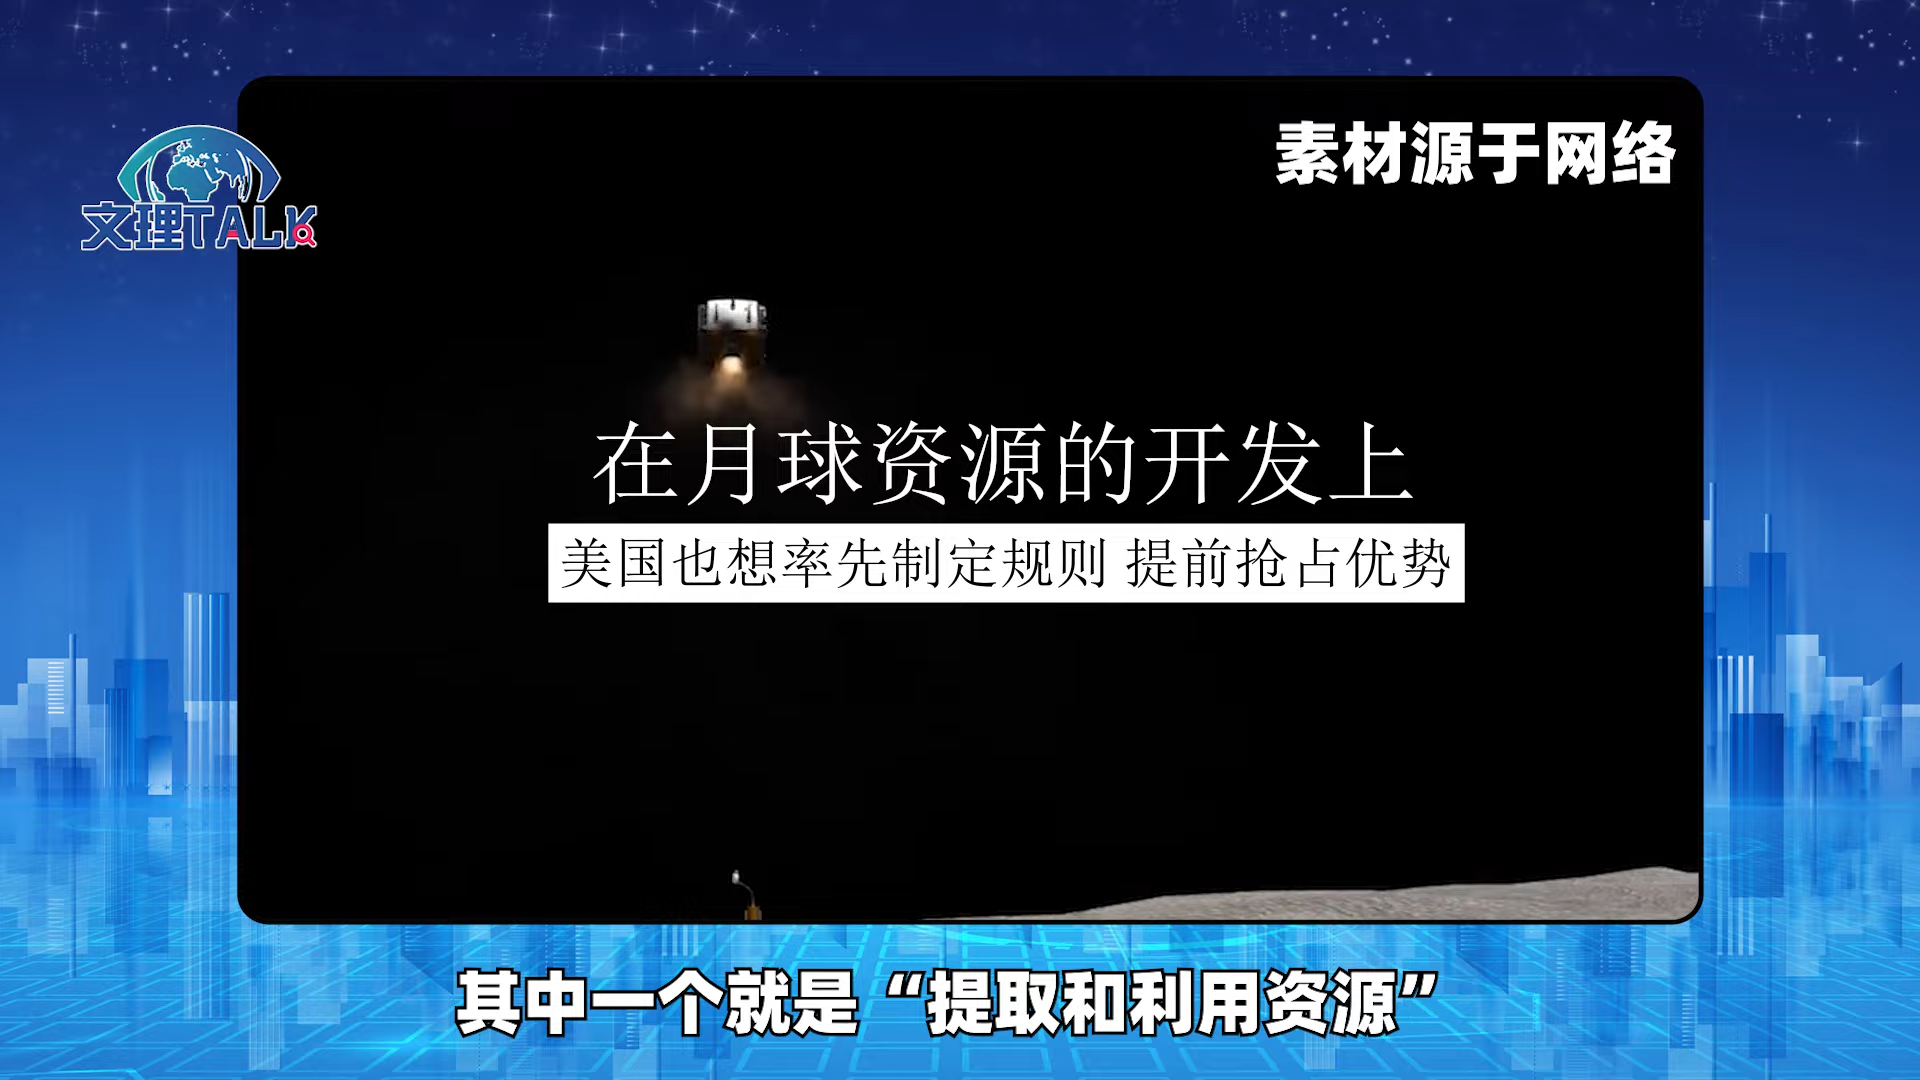 素材源于网络
文理TALK
在月球资源的开发上
美国也想率先制定规则 提前抢占优势
其中一个就是“提取和利用资源”